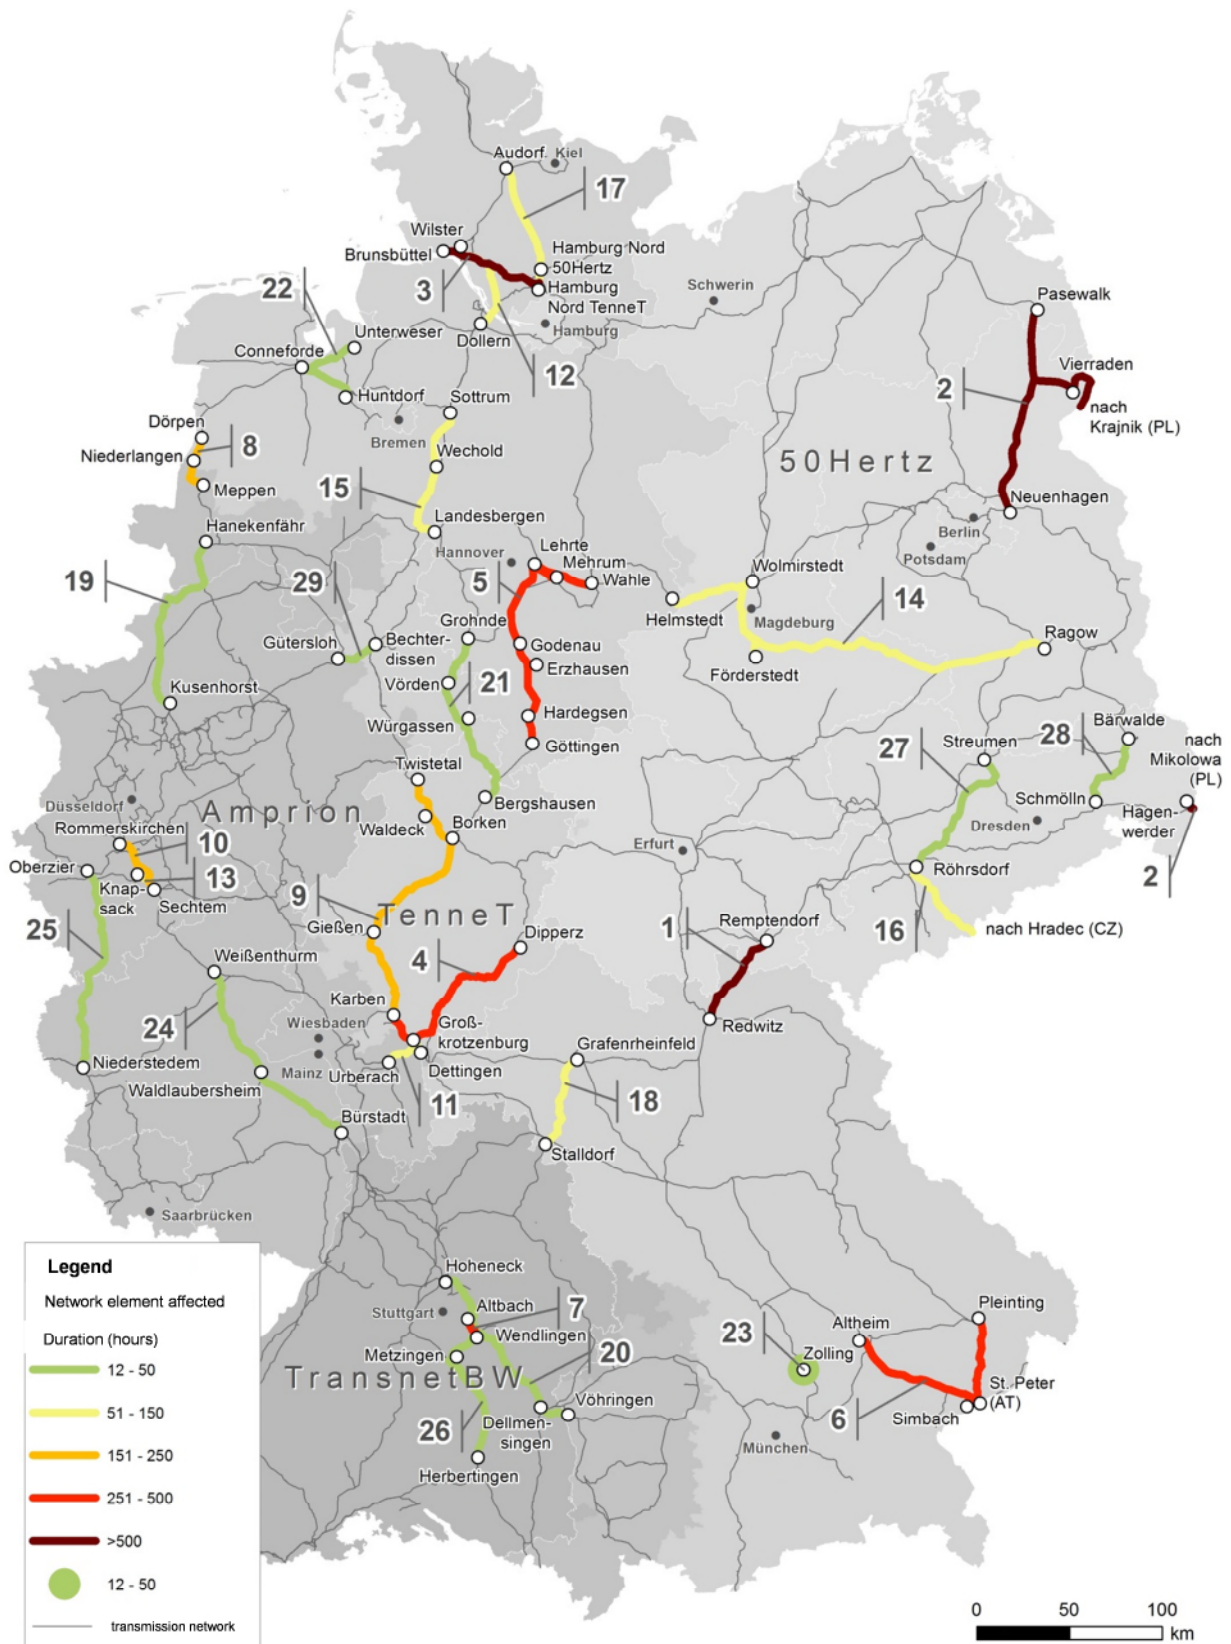 Audorf
Kiel
17
Wilster
Brunsbüttel
Hamburg Nord
50Hertz
Hamburg
Nord TenneT
3
Schwerin
22
Pasewalk
Unterweser
Dollern
Hamburg
Conneforde
12
Vierraden
2
Huntdorf
Sottrum
nach
Krajnik (PL)
Dörpen
Bremen
8
Niederlangen
Wechold
50Hertz
Meppen
15
Neuenhagen
Landesbergen
Hanekenfähr
Berlin
Hannover
Lehrte
Mehrum
Potsdam
Wahle
Wolmirstedt
19
29
5
14
Grohnde
Helmstedt
Magdeburg
Gütersloh
Bechter-
dissen
Godenau
Ragow
Erzhausen
Förderstedt
Vörden
21
Kusenhorst
Würgassen
Hardegsen
Bärwalde
27
Streumen
28
nach
Mikolowa
(PL)
Göttingen
Twistetal
Düsseldorf
Amprion
Bergshausen
Schmölln
Hagen-
werder
Waldeck
Rommerskirchen
Borken
Dresden
10
Erfurt
Oberzier
13
Röhrsdorf
Knap-
sack
Sechtem
2
9
TenneT
Remptendorf
25
Gießen
Dipperz
1
16
nach Hradec (CZ)
4
Weißenthurm
Karben
Groß-
krotzenburg
Redwitz
24
Wiesbaden
Grafenrheinfeld
Niederstedem
Mainz
Urberach
Dettingen
Waldlaubersheim
11
18
Bürstadt
Stalldorf
Saarbrücken
Legend
Hoheneck
Network element affected
Stuttgart
Altbach
7
Pleinting
Altheim
Duration (hours)
Wendlingen
23
Metzingen
20
Zolling
12 - 50
TransnetBW
St. Peter
(AT)
51 - 150
Vöhringen
Simbach
6
26
Dellmen-
singen
München
151 - 250
Herbertingen
251 - 500
>500
12 - 50
0 50 100
transmission network
km